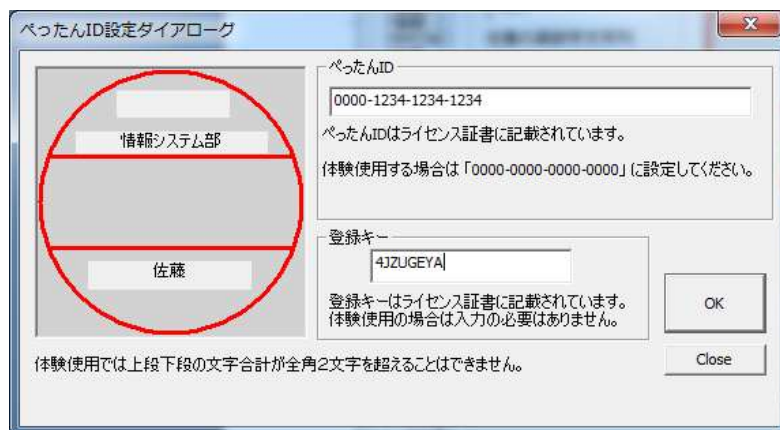 ぺったんID設定ダイアローグ
情報システム部
佐藤
ぺったんID
0000-1234-1234-1234
ぺったんIDはライセンス証書に記載されています。
体験使用する場合は「0000-0000-0000-0000」に設定してください。
登録キー
4JZUGEYA
登録キーはライセンス証書に記載されています。
体験使用の場合は入力の必要はありません。
OK
Close
体験使用では上段下段の文字合計が全角2文字を超えることはできません。